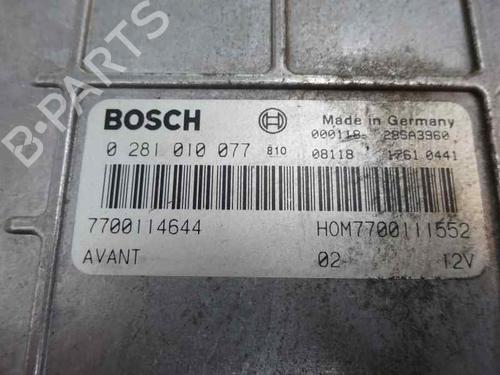 B-PARTS
BOSCH
Made in Germany
000118 28SA3960
0 281 010 077 810 08118 1761 0441
7700114644 HOM7700111552
AVANT 02- 12V